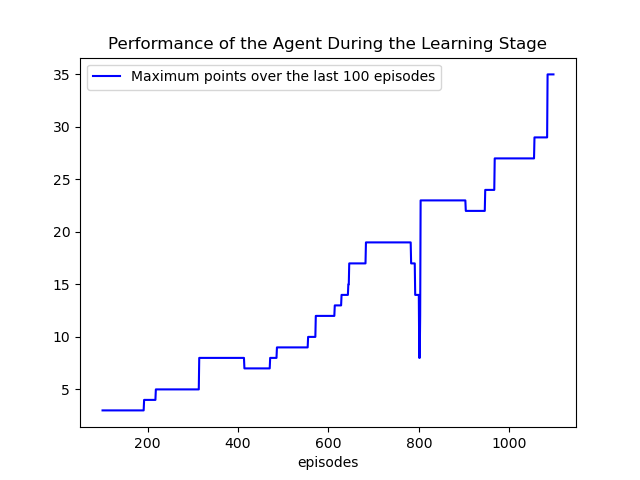 Performance of the Agent During the Learning Stage
Maximum points over the last 100 episodes
35
30
25
20
15
10
5
200 400 600 800 1000
episodes